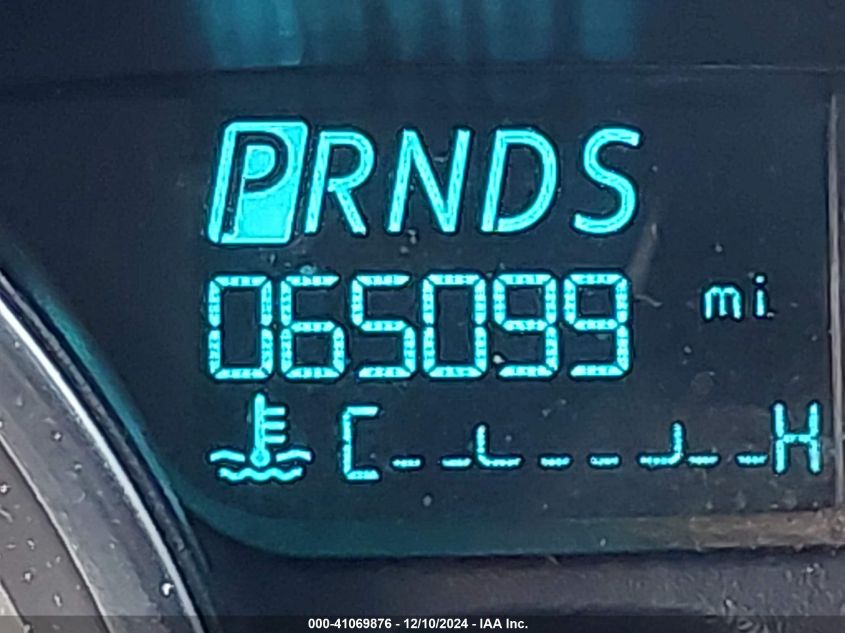 PRNDS
065099 mi
C H
000-41069876 - 12/10/2024 - IAA Inc.